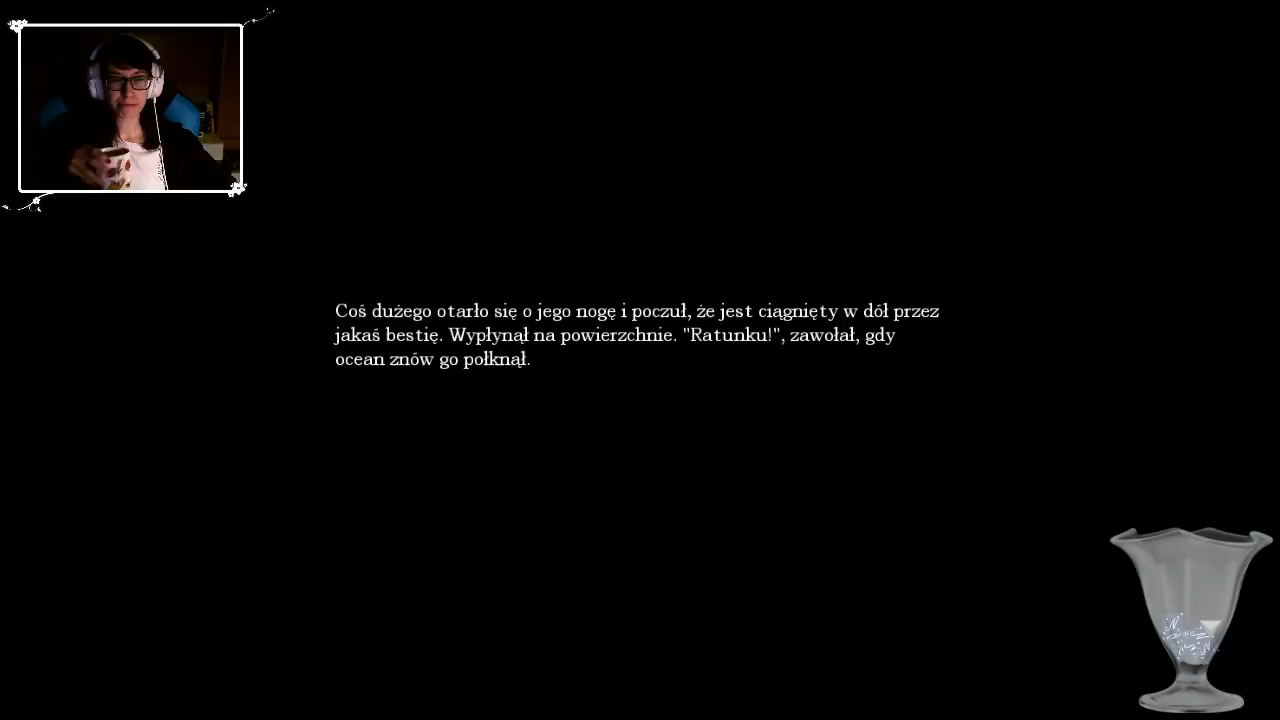 Coś dużego otarło się o jego nogę i poczuł, że jest ciągnięty w dół przez
jakaś bestię. Wypłynął na powierzchnie. "Ratunku!", zawołał, gdy
ocean znów go połknął.